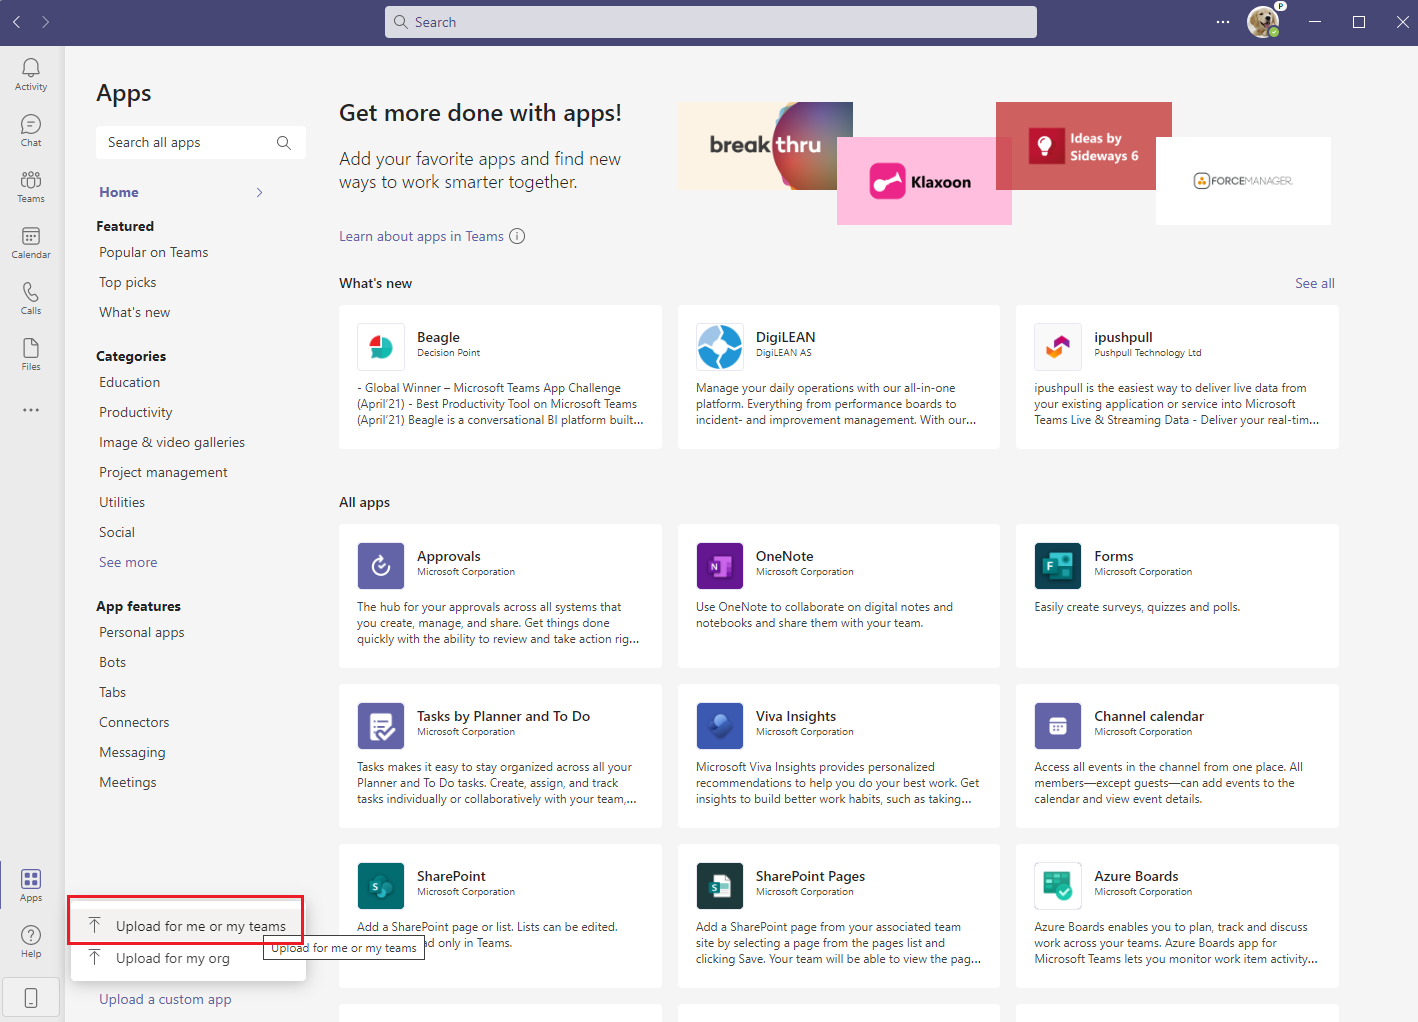 Search
P
Activity
Chat
Teams
Calendar
Calls
Files
Apps
Help
Apps
Search all apps
Home
Featured
Popular on Teams
Top picks
What's new
Categories
Education
Productivity
Image & video galleries
Project management
Utilities
Social
See more
App features
Personal apps
Bots
Tabs
Connectors
Messaging
Meetings
Upload for me or my teams
Upload for me or my teams
Upload for my org
Upload a custom app
Get more done with apps!
Add your favorite apps and find new
ways to work smarter together.
Learn about apps in Teams
break thru
Klaxoon
Ideas by
Sideways 6
FORCEMANAGER
What's new
See all
Beagle
Decision Point
- Global Winner – Microsoft Teams App Challenge
(April'21) - Best Productivity Tool on Microsoft Teams
(April'21) Beagle is a conversational BI platform built...
DigiLEAN
DigiLEAN AS
Manage your daily operations with our all-in-one
platform. Everything from performance boards to
incident- and improvement management. With our...
ipushpull
Pushpull Technology Ltd
ipushpull is the easiest way to deliver live data from
your existing application or service into Microsoft
Teams Live & Streaming Data - Deliver your real-tim...
All apps
Approvals
Microsoft Corporation
The hub for your approvals across all systems that
you create, manage, and share. Get things done
quickly with the ability to review and take action rig...
N
OneNote
Microsoft Corporation
Use OneNote to collaborate on digital notes and
notebooks and share them with your team.
F
Forms
Microsoft Corporation
Easily create surveys, quizzes and polls.
Tasks by Planner and To Do
Microsoft Corporation
Tasks makes it easy to stay organized across all your
Planner and To Do tasks. Create, assign, and track
tasks individually or collaboratively with your team,...
Viva Insights
Microsoft Corporation
Microsoft Viva Insights provides personalized
recommendations to help you do your best work. Get
insights to build better work habits, such as taking...
Channel calendar
Microsoft Corporation
Access all events in the channel from one place. All
members—except guests—can add events to the
calendar and view event details.
S
SharePoint
Microsoft Corporation
Add a SharePoint page or list. Lists can be edited.
d only in Teams.
S
SharePoint Pages
Microsoft Corporation
Add a SharePoint page from your associated team
site by selecting a page from the pages list and
clicking Save. Your team will be able to view the pag...
Azure Boards
Microsoft Corporation
Azure Boards enables you to plan, track and discuss
work across your teams. Azure Boards app for
Microsoft Teams lets you monitor work item activity...